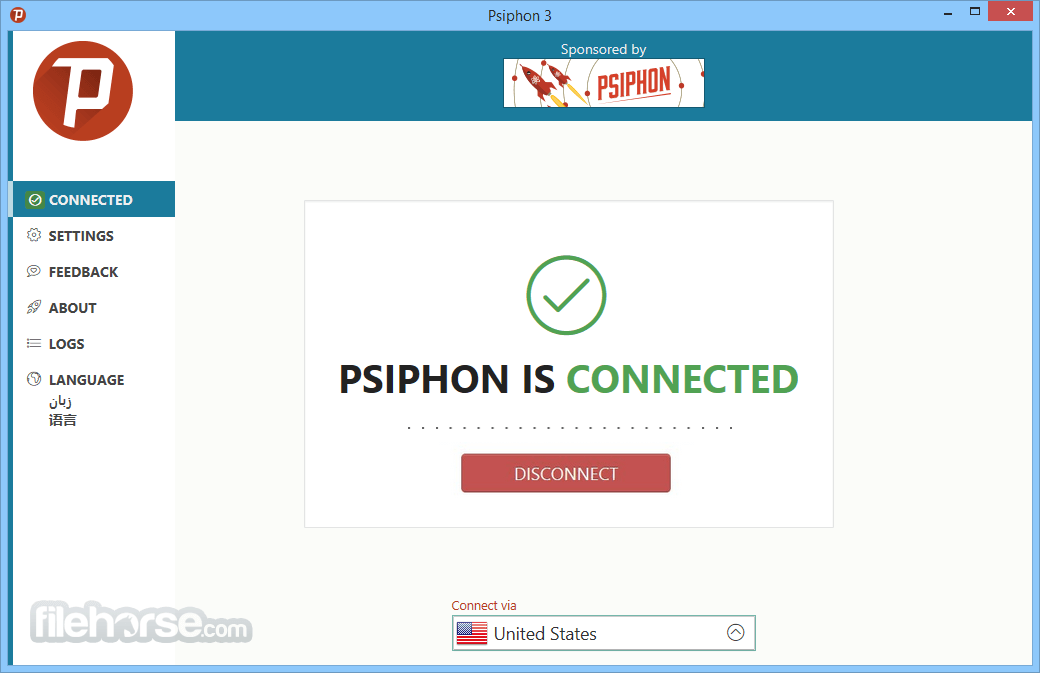 Psiphon 3
Sponsored by
PSIPHON
CONNECTED
SETTINGS
FEEDBACK
ABOUT
LOGS
LANGUAGE
زبان
语言
PSIPHON IS CONNECTED
DISCONNECT
Connect via
United States
filehorse.com